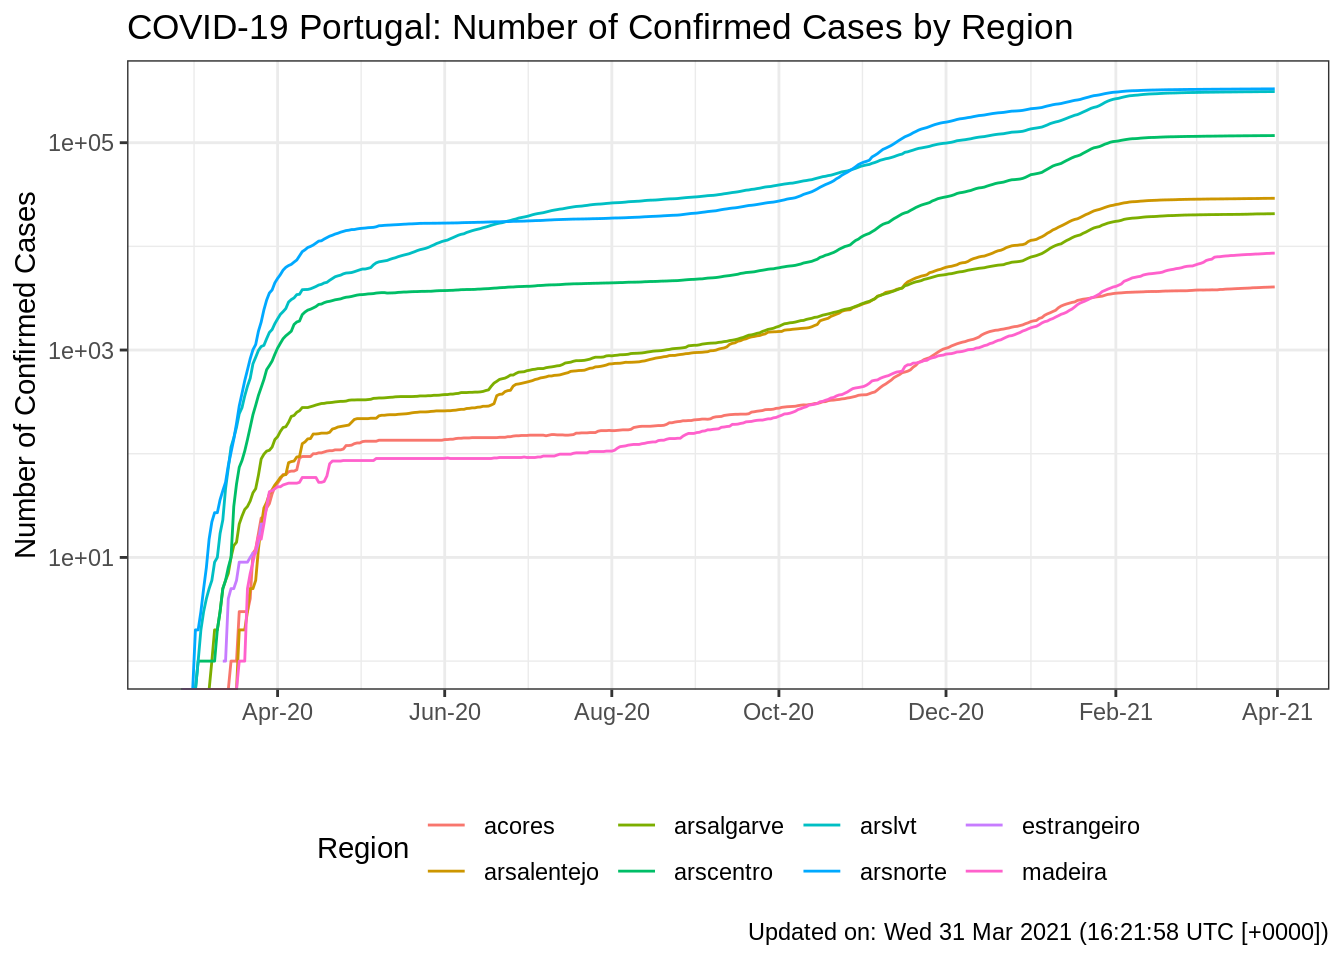 COVID-19 Portugal: Number of Confirmed Cases by Region
Number of Confirmed Cases
1e+05
1e+03
1e+01
Apr-20 Jun-20 Aug-20 Oct-20 Dec-20 Feb-21 Apr-21
Region
acores arsalgarve arslvt estrangeiro
arsalentejo arscentro arsnorte madeira
Updated on: Wed 31 Mar 2021 (16:21:58 UTC [+0000])